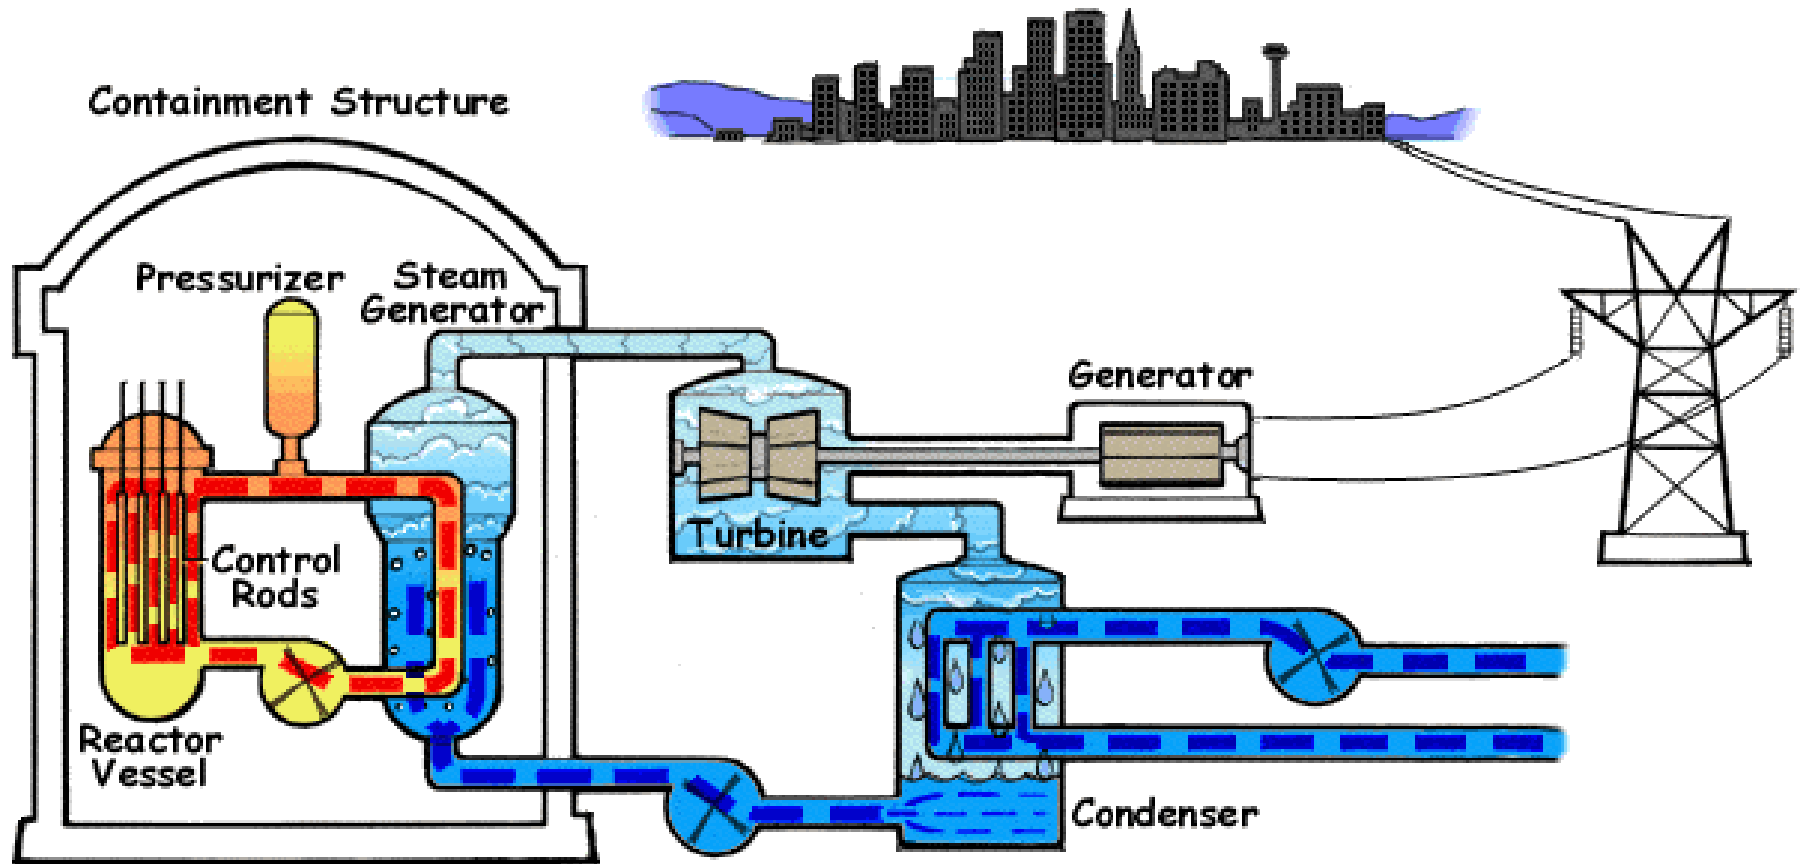 Containment Structure
Pressurizer
Steam
Generator
Generator
Turbine
Control
Rods
Reactor
Vessel
Condenser